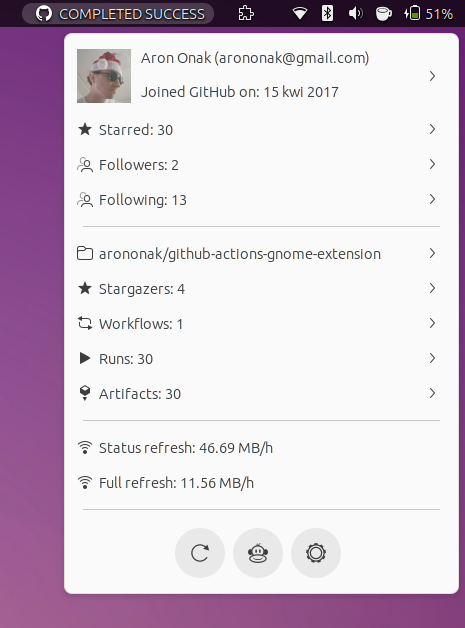 COMPLETED SUCCESS
51%
Aron Onak (arononak@gmail.com)
Joined GitHub on: 15 kwi 2017
Starred: 30
Followers: 2
Following: 13
arononak/github-actions-gnome-extension
Stargazers: 4
Workflows: 1
Runs: 30
Artifacts: 30
Status refresh: 46.69 MB/h
Full refresh: 11.56 MB/h